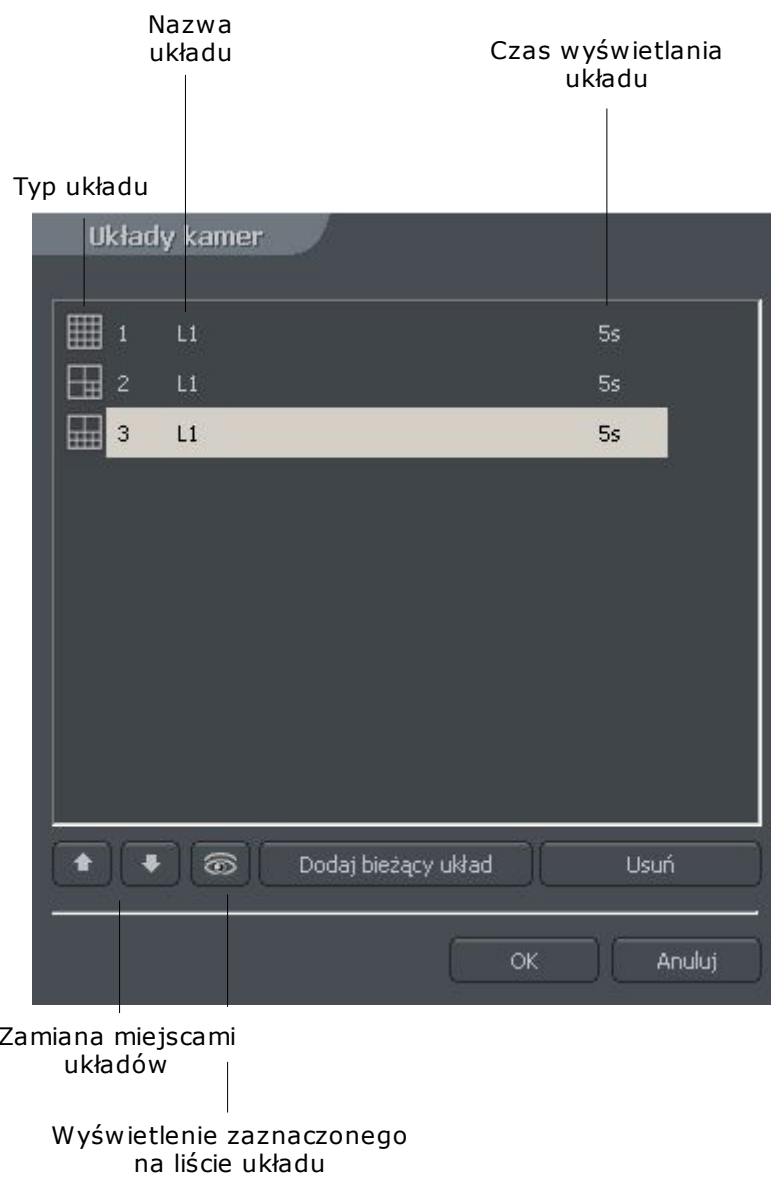 Nazwa
układu
Czas wyświetlania
układu
Typ układu
Układy kamer
1 L1 5s
2 L1 5s
3 L1 5s
Dodaj bieżący układ Usuń
OK Anuluj
Zamiana miejscami
układów
Wyświetlenie zaznaczonego
na liście układu